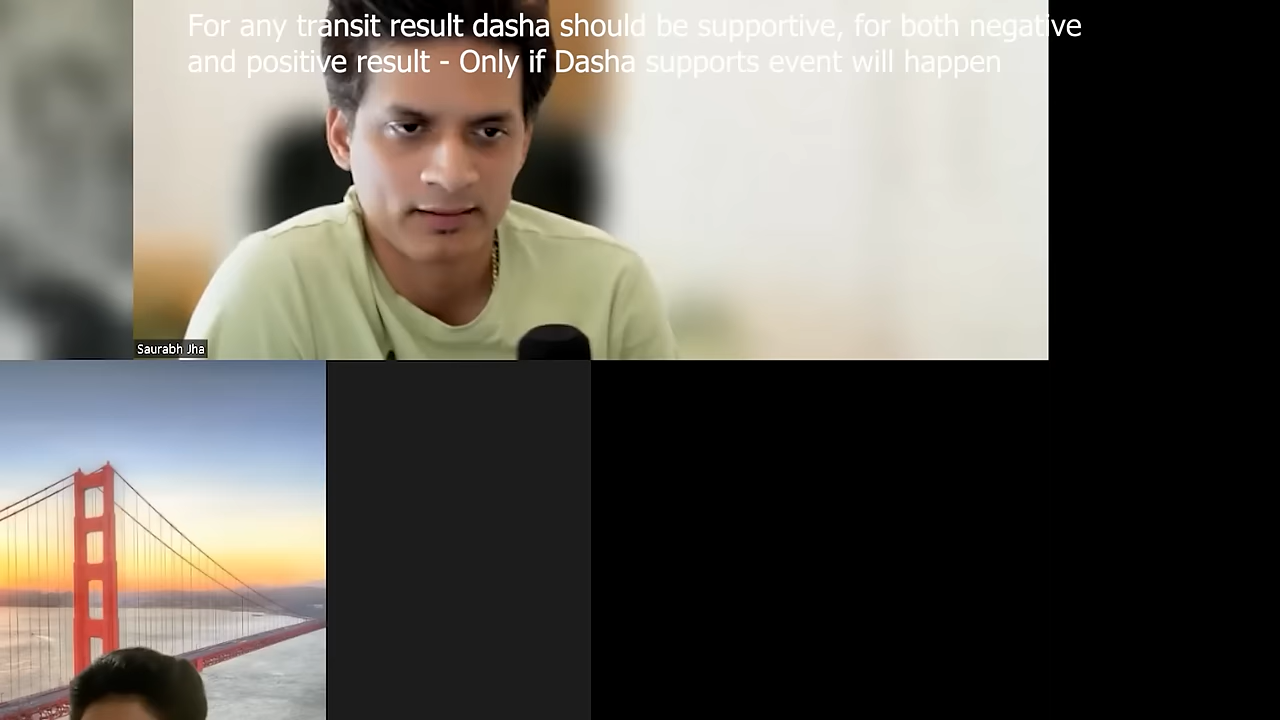 For any transit result dasha should be supportive, for both negative
and positive result - Only if Dasha supports event will happen
Saurabh Jha